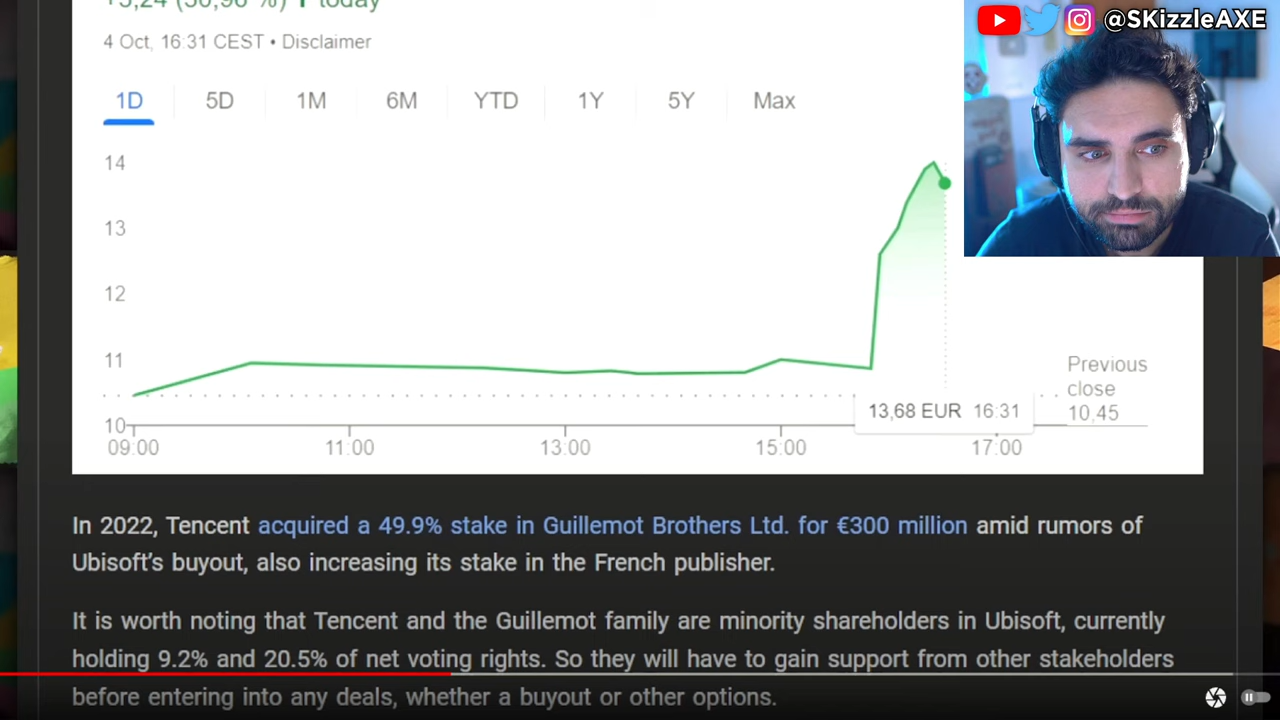 +3,24 (30,96 %) ↑ today
@SKizzleAXE
4 Oct, 16:31 CEST • Disclaimer
1D 5D 1M 6M YTD 1Y 5Y Max
14
13
12
11
10
Previous
close
10,45
13,68 EUR 16:31
09:00 11:00 13:00 15:00 17:00
In 2022, Tencent acquired a 49.9% stake in Guillemot Brothers Ltd. for €300 million amid rumors of
Ubisoft's buyout, also increasing its stake in the French publisher.
It is worth noting that Tencent and the Guillemot family are minority shareholders in Ubisoft, currently
holding 9.2% and 20.5% of net voting rights. So they will have to gain support from other stakeholders
before entering into any deals, whether a buyout or other options.